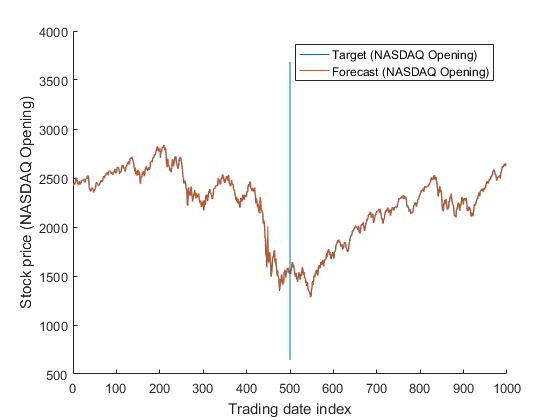 4000
3500
3000
2500
2000
1500
1000
500
Stock price (NASDAQ Opening)
Target (NASDAQ Opening)
Forecast (NASDAQ Opening)
0 100 200 300 400 500 600 700 800 900 1000
Trading date index